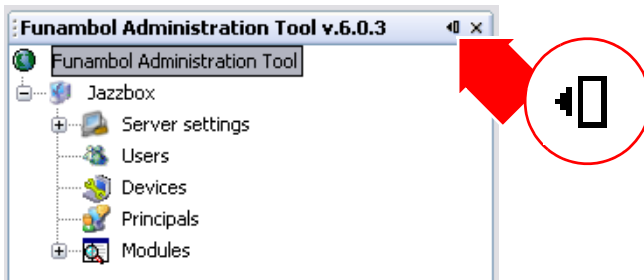 Funambol Administration Tool v.6.0.3
Funambol Administration Tool
Jazzbox
Server settings
Users
Devices
Principals
Modules